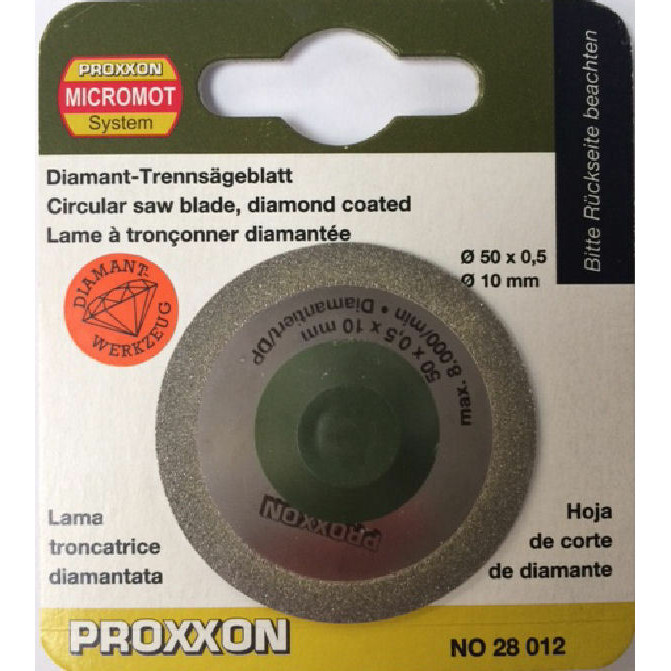 PROXXON
MICROMOT
System
Bitte Rückseite beachten
Diamant-Trennsägeblatt
Circular saw blade, diamond coated
Lame à tronçonner diamantée
Ø 50 x 0,5
Ø 10 mm
DIAMANT-
WERKZEUG
50 x 0,5 x 10 mm • Diamantiert/DP
max. 8.000/min
PROXXON
Lama
troncatrice
diamantata
Hoja
de corte
de diamante
PROXXON
NO 28 012